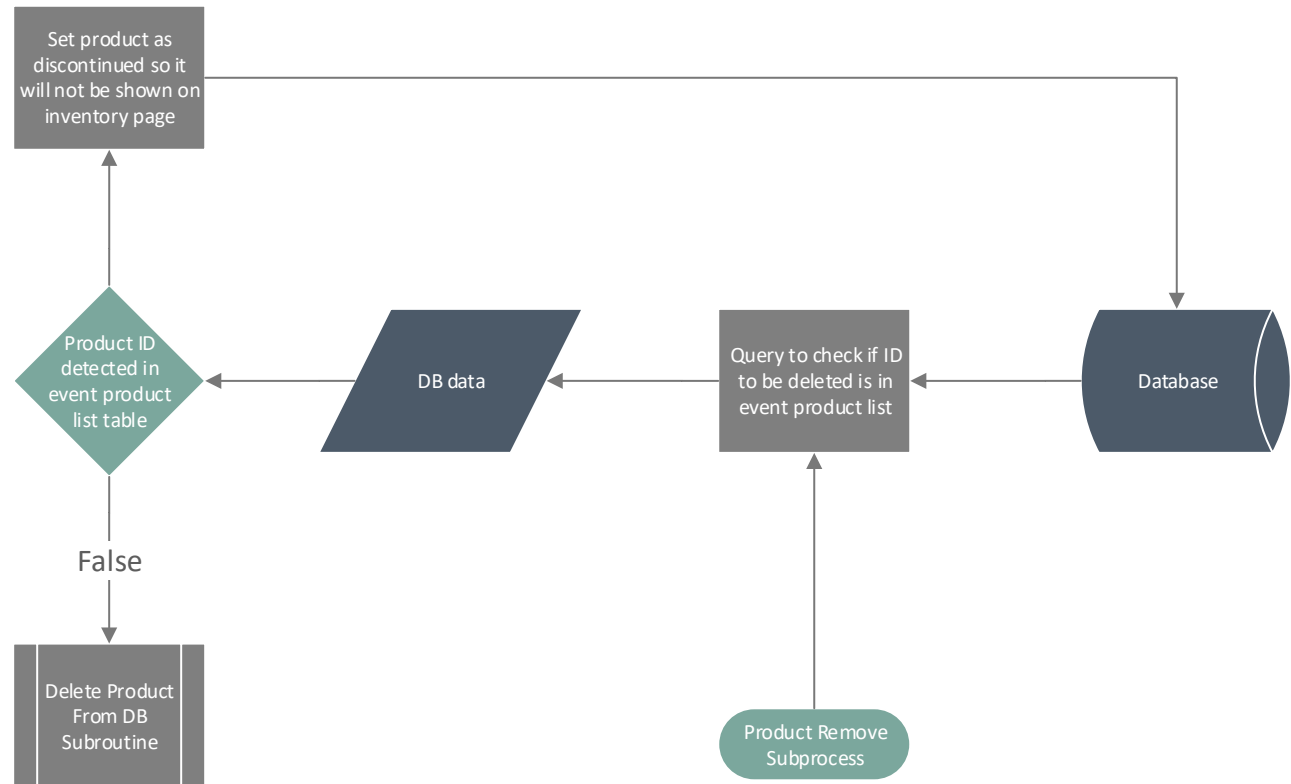 Set product as
discontinued so it
will not be shown on
inventory page
Product ID
detected in
event product
list table
DB data
Query to check if ID
to be deleted is in
event product list
Database
False
Delete Product
From DB
Subroutine
Product Remove
Subprocess